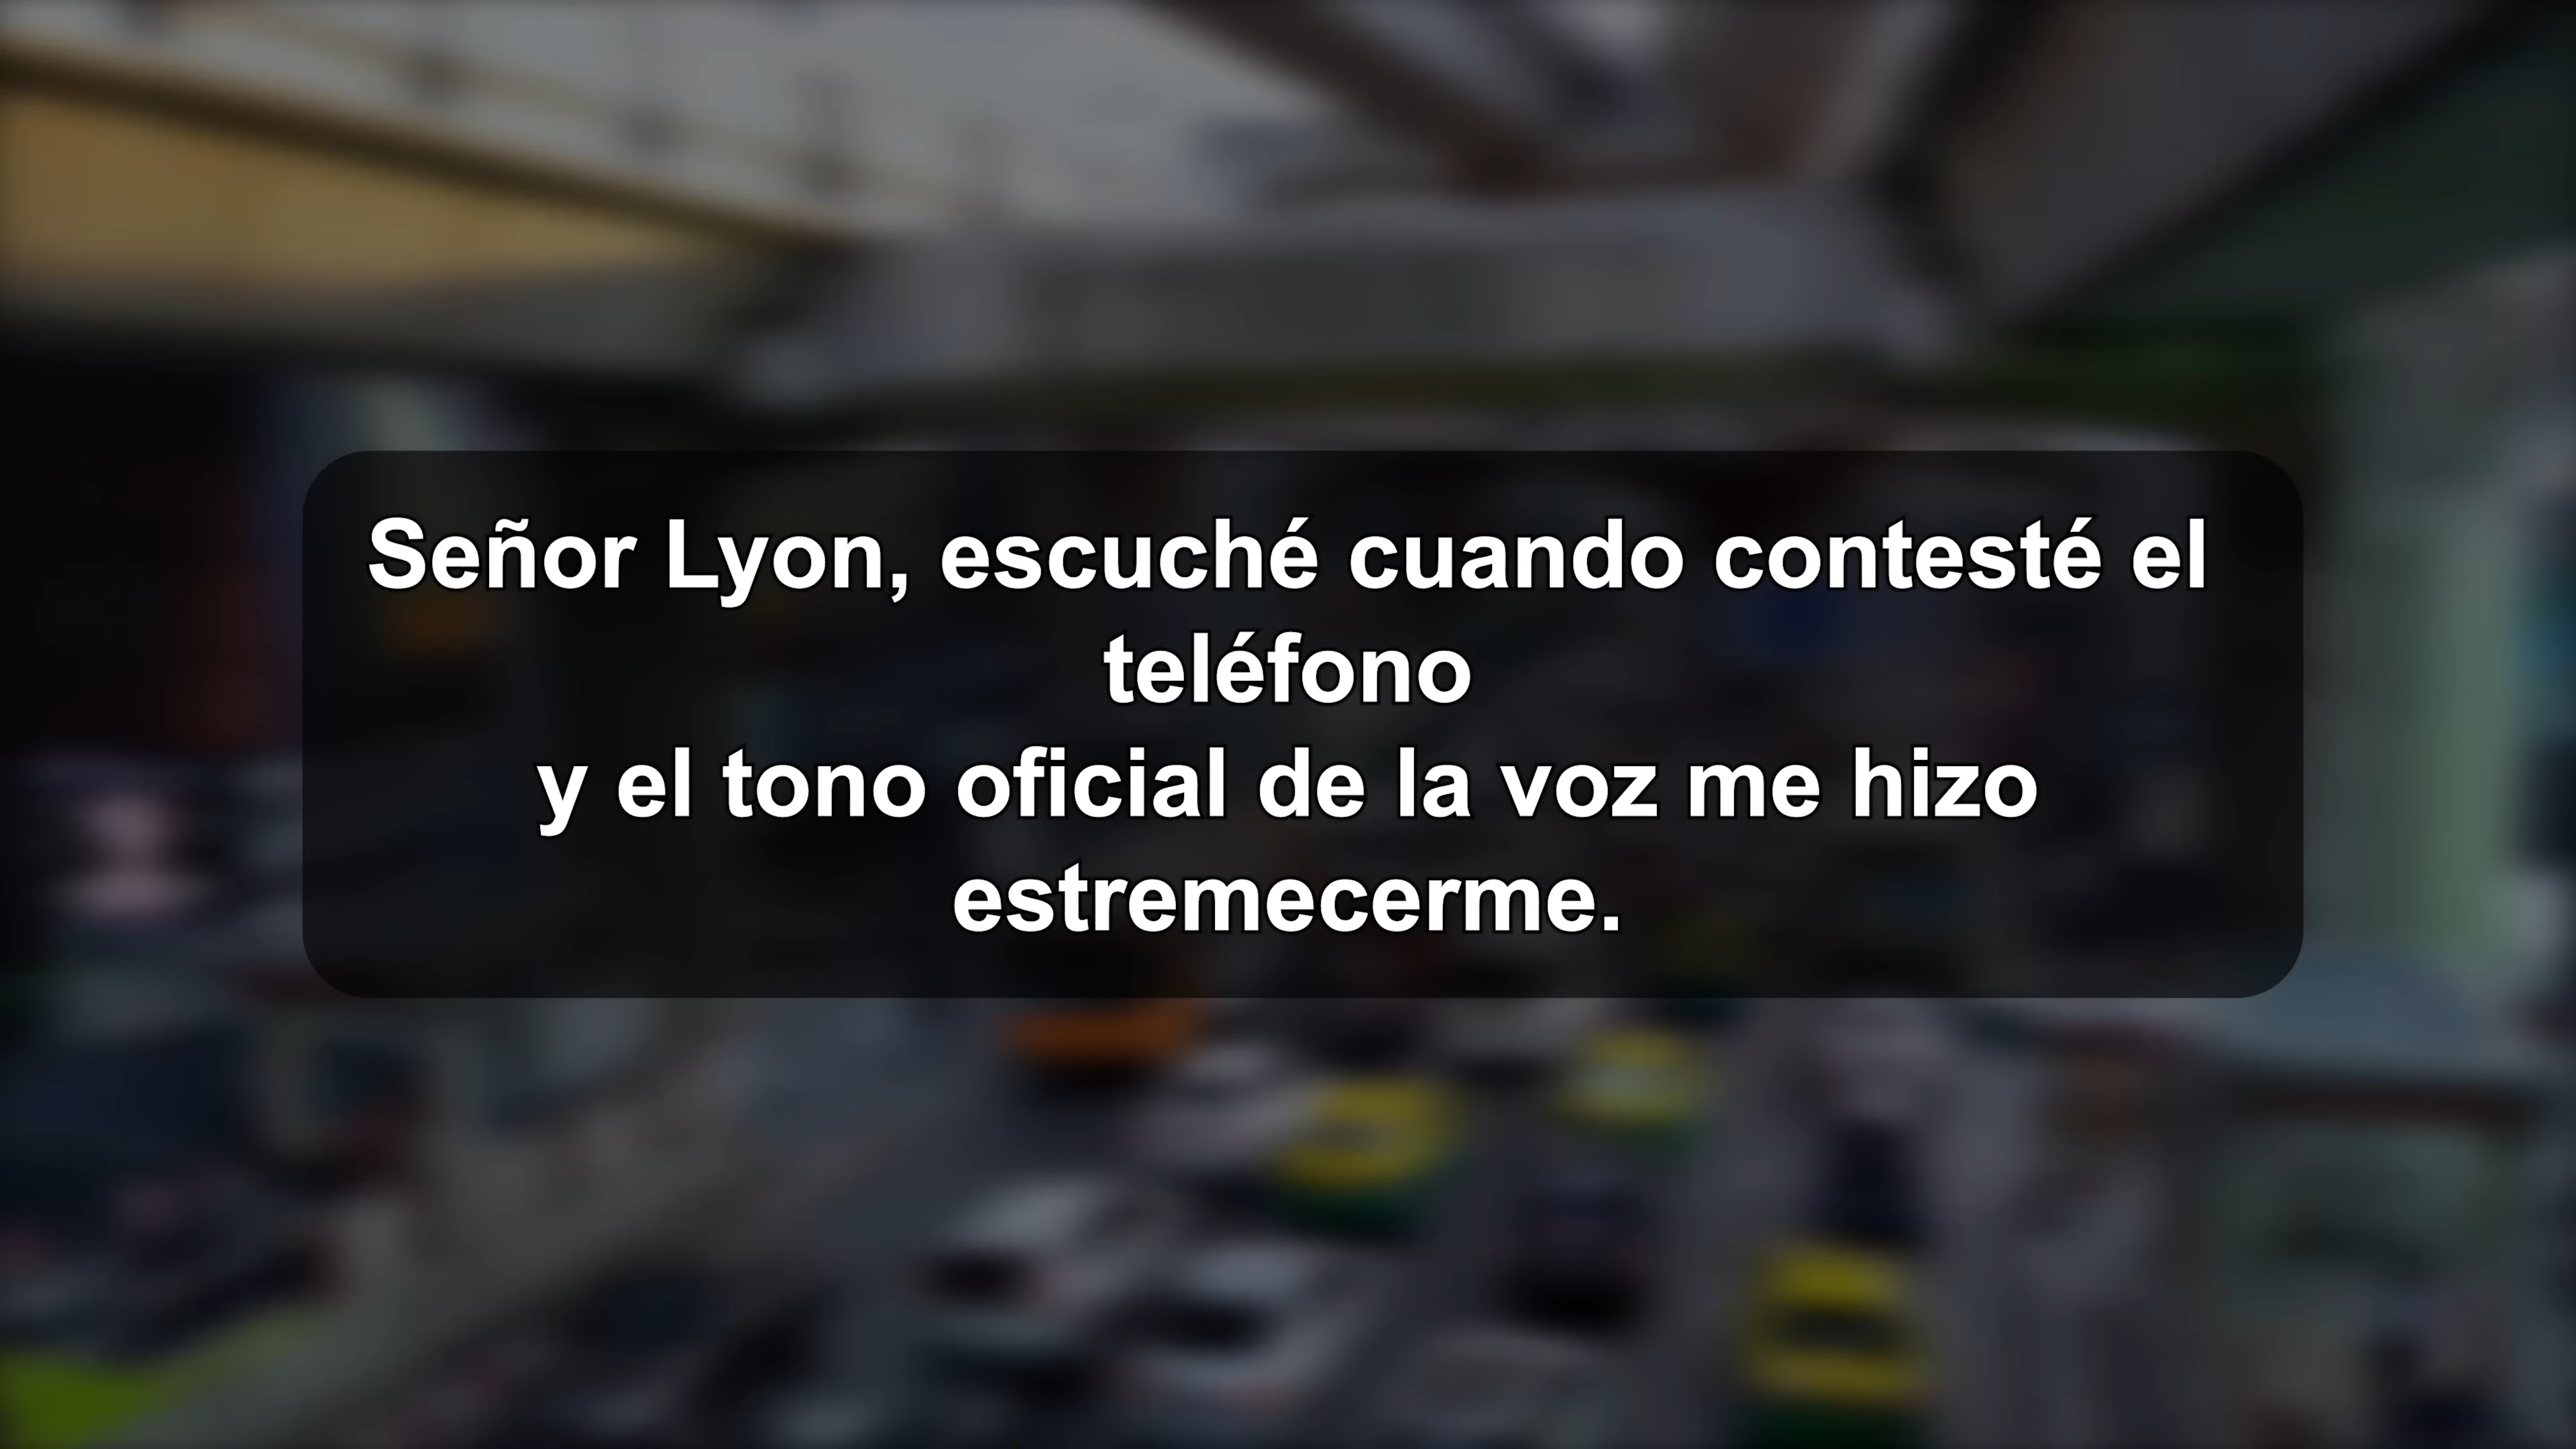 Señor Lyon, escuché cuando contesté el
teléfono
y el tono oficial de la voz me hizo
estremecerme.